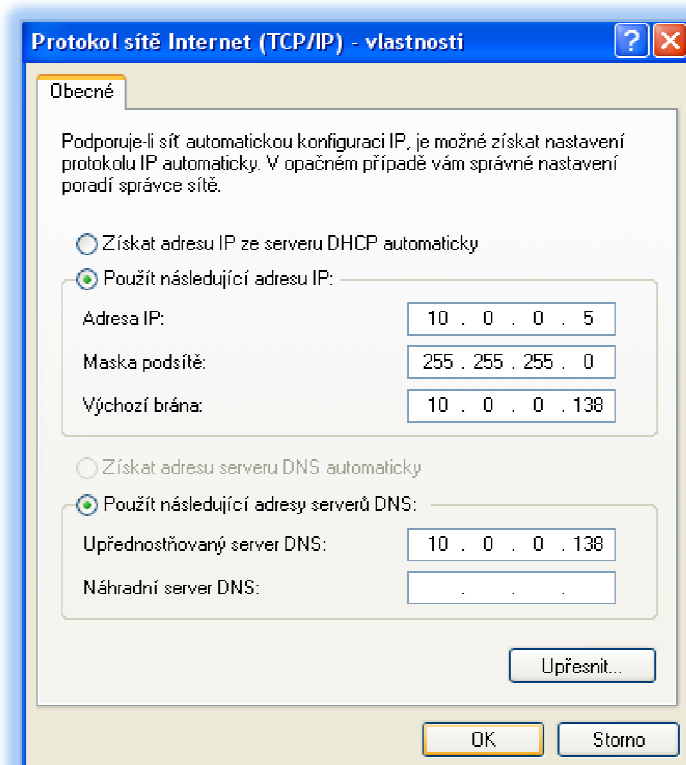 Protokol sítě Internet (TCP/IP) - vlastnosti
Obecné
Podporuje-li síť automatickou konfiguraci IP, je možné získat nastavení
protokolu IP automaticky. V opačném případě vám správné nastavení
poradí správce sítě.
Získat adresu IP ze serveru DHCP automaticky
Použít následující adresu IP:
Adresa IP: 10 . 0 . 0 . 5
Maska podsítě: 255 . 255 . 255 . 0
Výchozí brána: 10 . 0 . 0 . 138
Získat adresu serveru DNS automaticky
Použít následující adresy serverů DNS:
Upřednostňovaný server DNS: 10 . 0 . 0 . 138
Náhradní server DNS: . . .
Upřesnit...
OK Storno